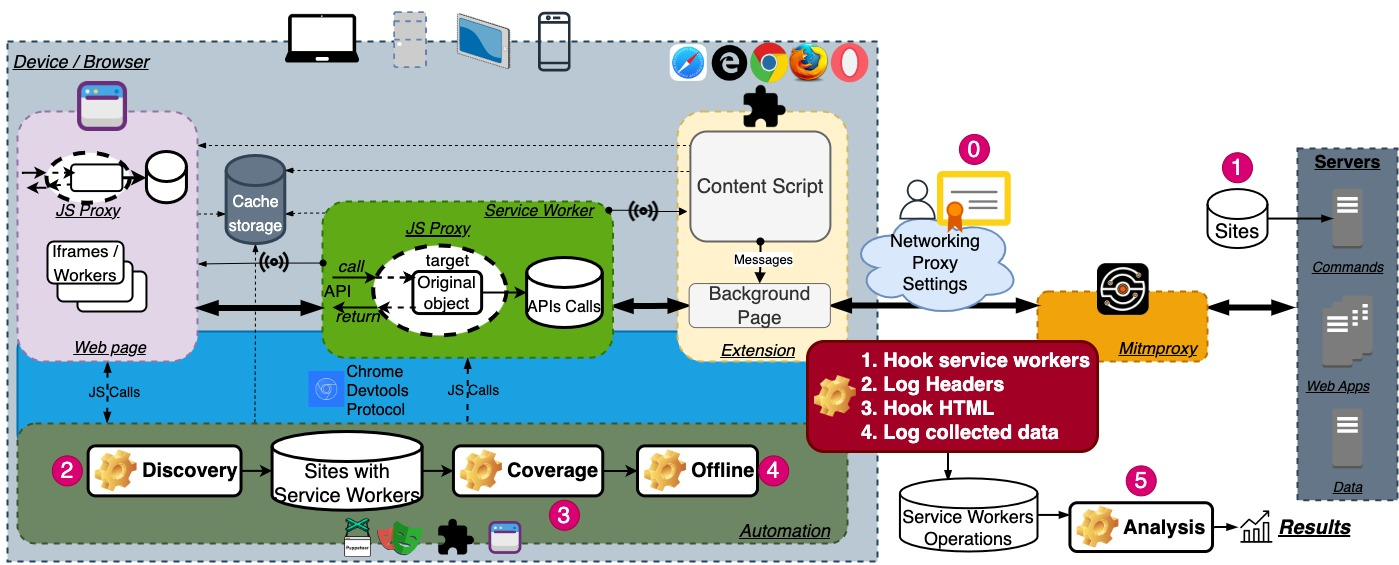 Device / Browser
JS Proxy
Iframes /
Workers
Web page
Cache
storage
Service Worker
JS Proxy
call
API
return
target
Original
object
APIs Calls
Content Script
Messages
Background
Page
Extension
0
Networking
Proxy
Settings
Mitmproxy
1
Sites
Servers
Commands
Web Apps
Data
JS Calls
Chrome
Devtools
Protocol
JS Calls
1. Hook service workers
2. Log Headers
3. Hook HTML
4. Log collected data
2
Discovery
Sites with
Service Workers
Coverage
3
Offline
4
Puppeteer
Automation
Service Workers
Operations
5
Analysis
Results